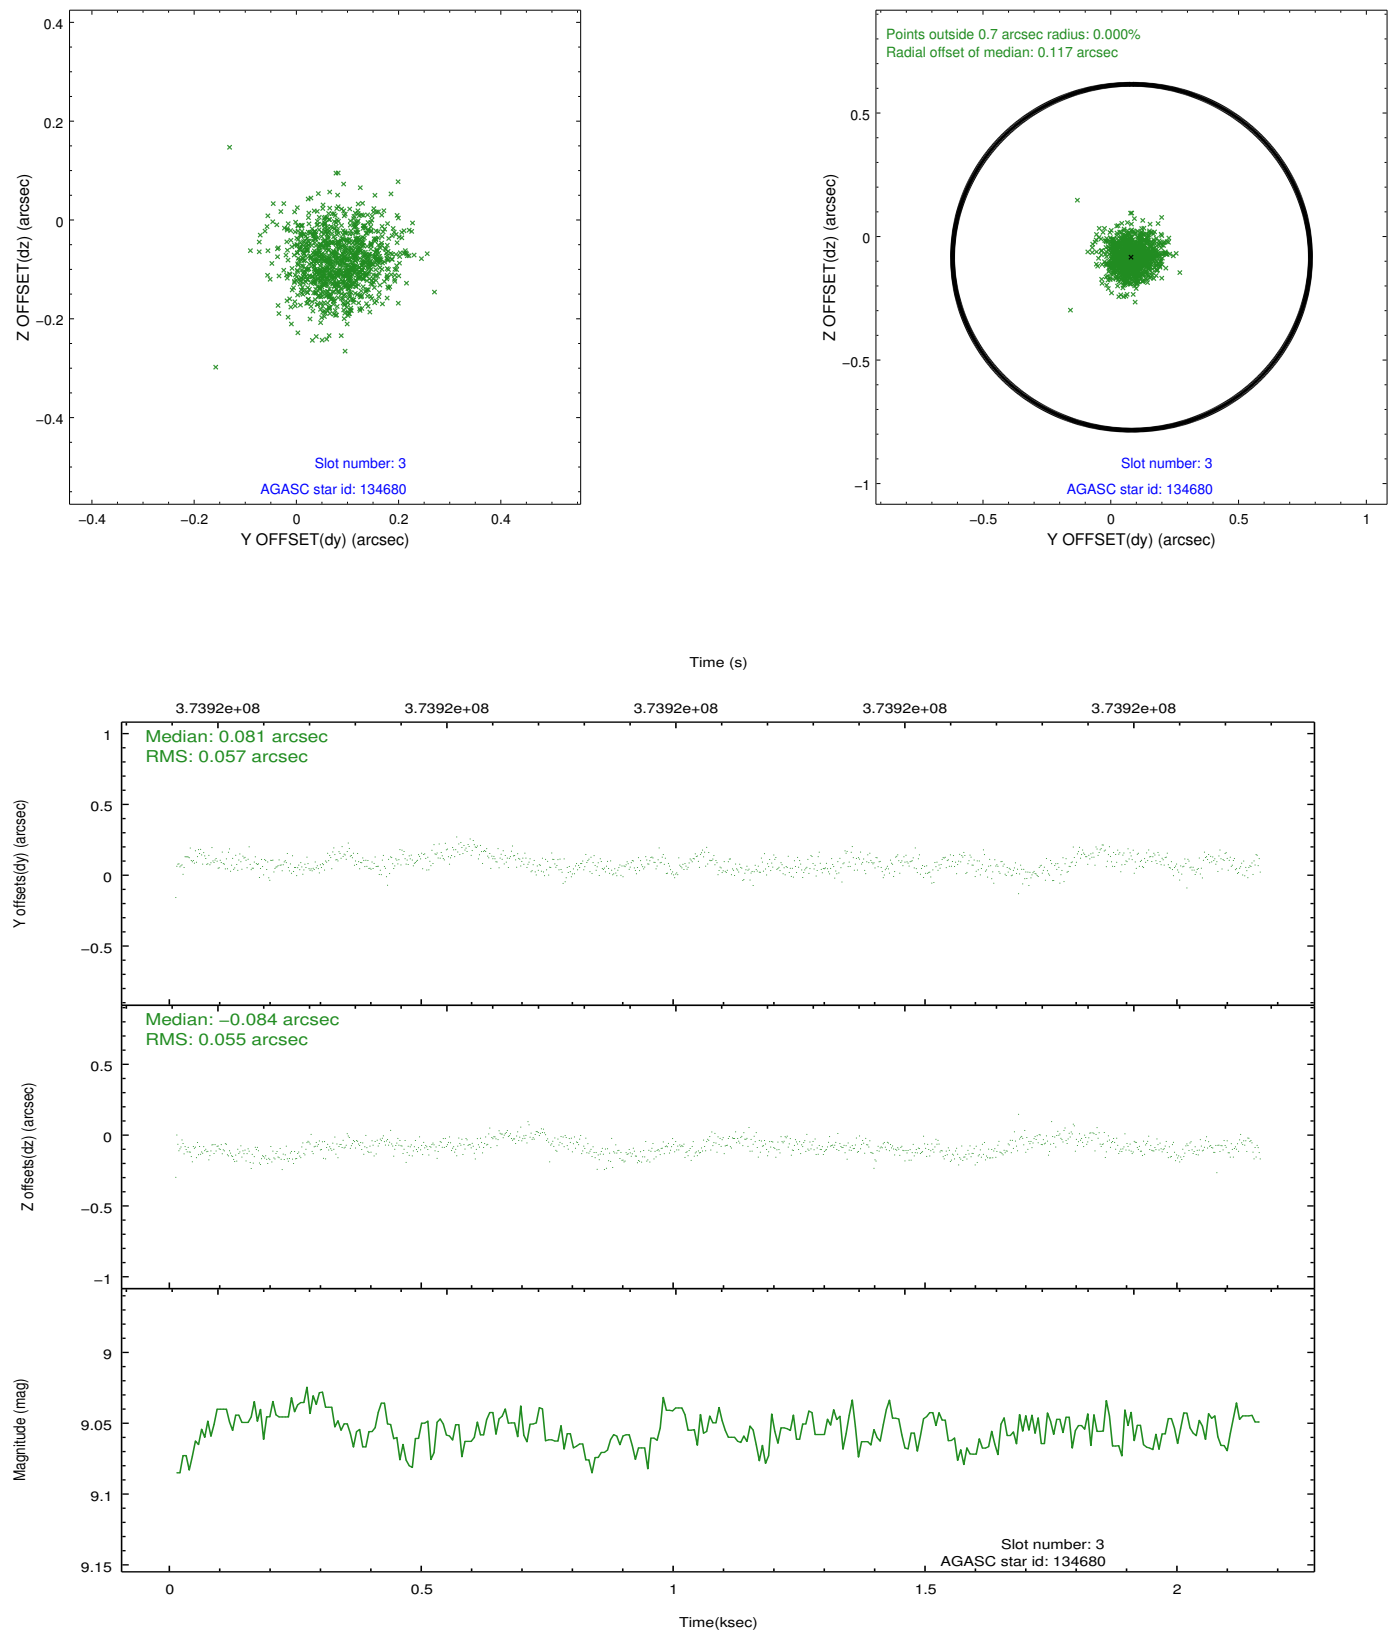 0.4
0.2
0
−0.2
−0.4
Z OFFSET(dz) (arcsec)
Slot number: 3
AGASC star id: 134680
−0.4 −0.2 0 0.2 0.4
Y OFFSET(dy) (arcsec)
Points outside 0.7 arcsec radius: 0.000%
Radial offset of median: 0.117 arcsec
0.5
0
−0.5
−1
Z OFFSET(dz) (arcsec)
Slot number: 3
AGASC star id: 134680
−0.5 0 0.5 1
Y OFFSET(dy) (arcsec)
Time (s)
3.7392e+08 3.7392e+08 3.7392e+08 3.7392e+08 3.7392e+08
Median: 0.081 arcsec
RMS: 0.057 arcsec
1
0.5
0
−0.5
Y offsets(dy) (arcsec)
Median: −0.084 arcsec
RMS: 0.055 arcsec
0.5
0
−0.5
−1
Z offsets(dz) (arcsec)
9
9.05
9.1
9.15
Magnitude (mag)
Slot number: 3
AGASC star id: 134680
0 0.5 1 1.5 2
Time(ksec)